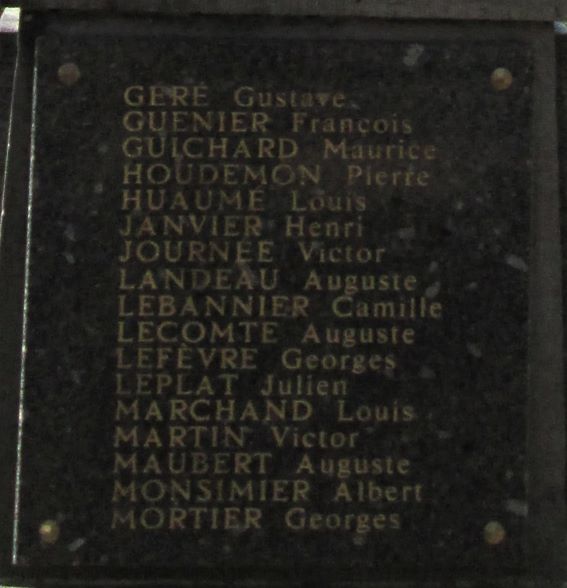 GÉRÉ Gustave
GUENIER François
GUICHARD Maurice
HOUDEMON Pierre
HUAUMÉ Louis
JANVIER Henri
JOURNÉE Victor
LANDEAU Auguste
LEBANNIER Camille
LECOMTE Auguste
LEFÈVRE Georges
LEPLAT Julien
MARCHAND Louis
MARTIN Victor
MAUBERT Auguste
MONSIMIER Albert
MORTIER Georges